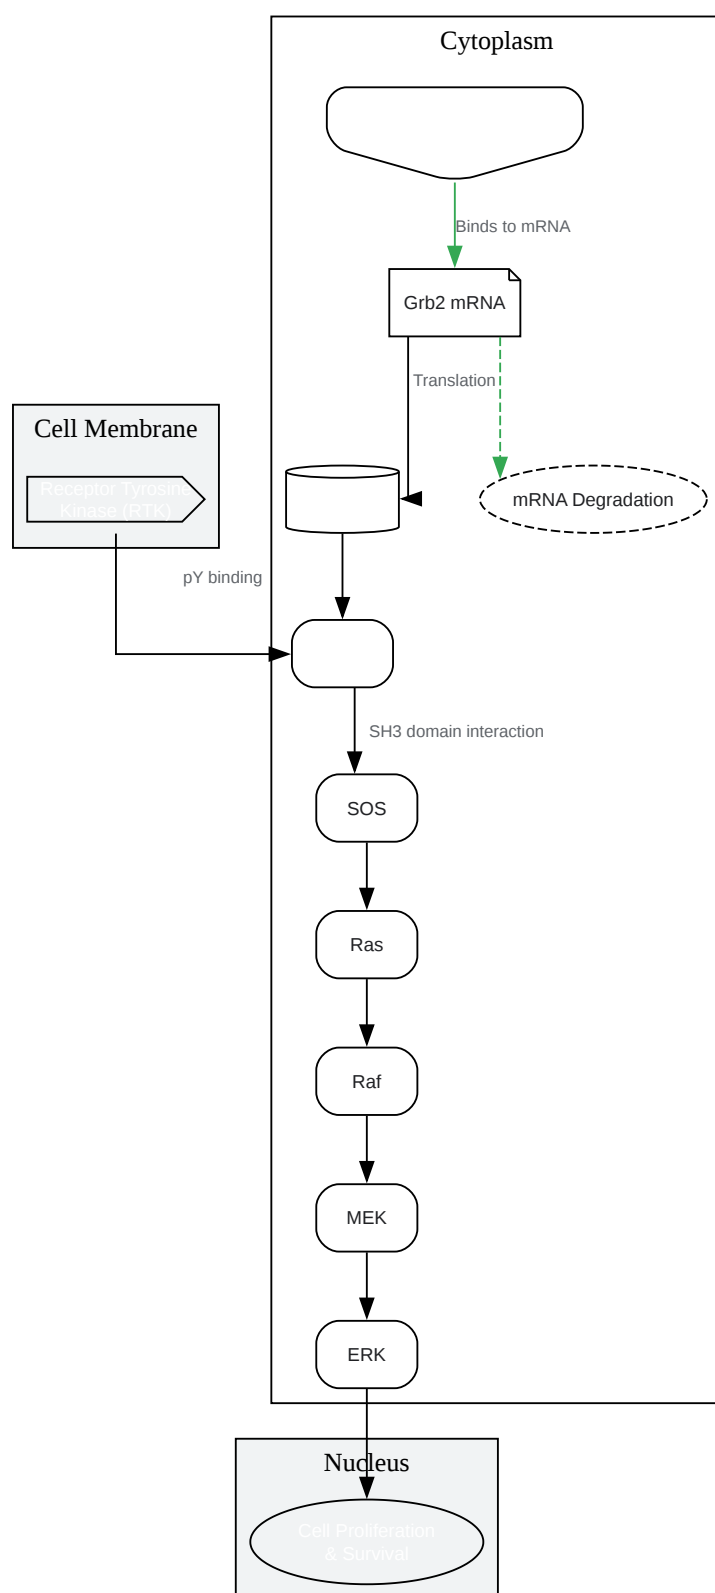 Cytoplasm
Binds to mRNA
Grb2 mRNA
Translation
Cell Membrane
Receptor Tyrosine
Kinase (RTK)
mRNA Degradation
pY binding
SH3 domain interaction
SOS
Ras
Raf
MEK
ERK
Nucleus
Cell Proliferation
& Survival